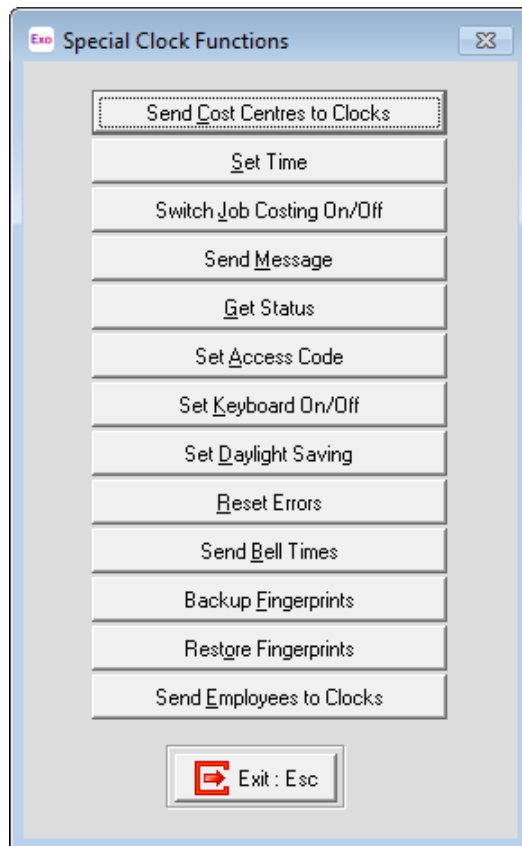 Exo Special Clock Functions
Send Cost Centres to Clocks
Set Time
Switch Job Costing On/Off
Send Message
Get Status
Set Access Code
Set Keyboard On/Off
Set Daylight Saving
Reset Errors
Send Bell Times
Backup Fingerprints
Restore Fingerprints
Send Employees to Clocks
Exit : Esc